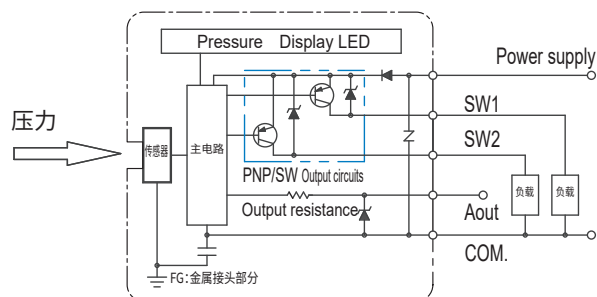 Pressure Display LED
Power supply
压力
SW1
传感器
主电路
SW2
PNP/SW Output circuits
负载
负载
Output resistance
Aout
COM.
FG:金属接头部分